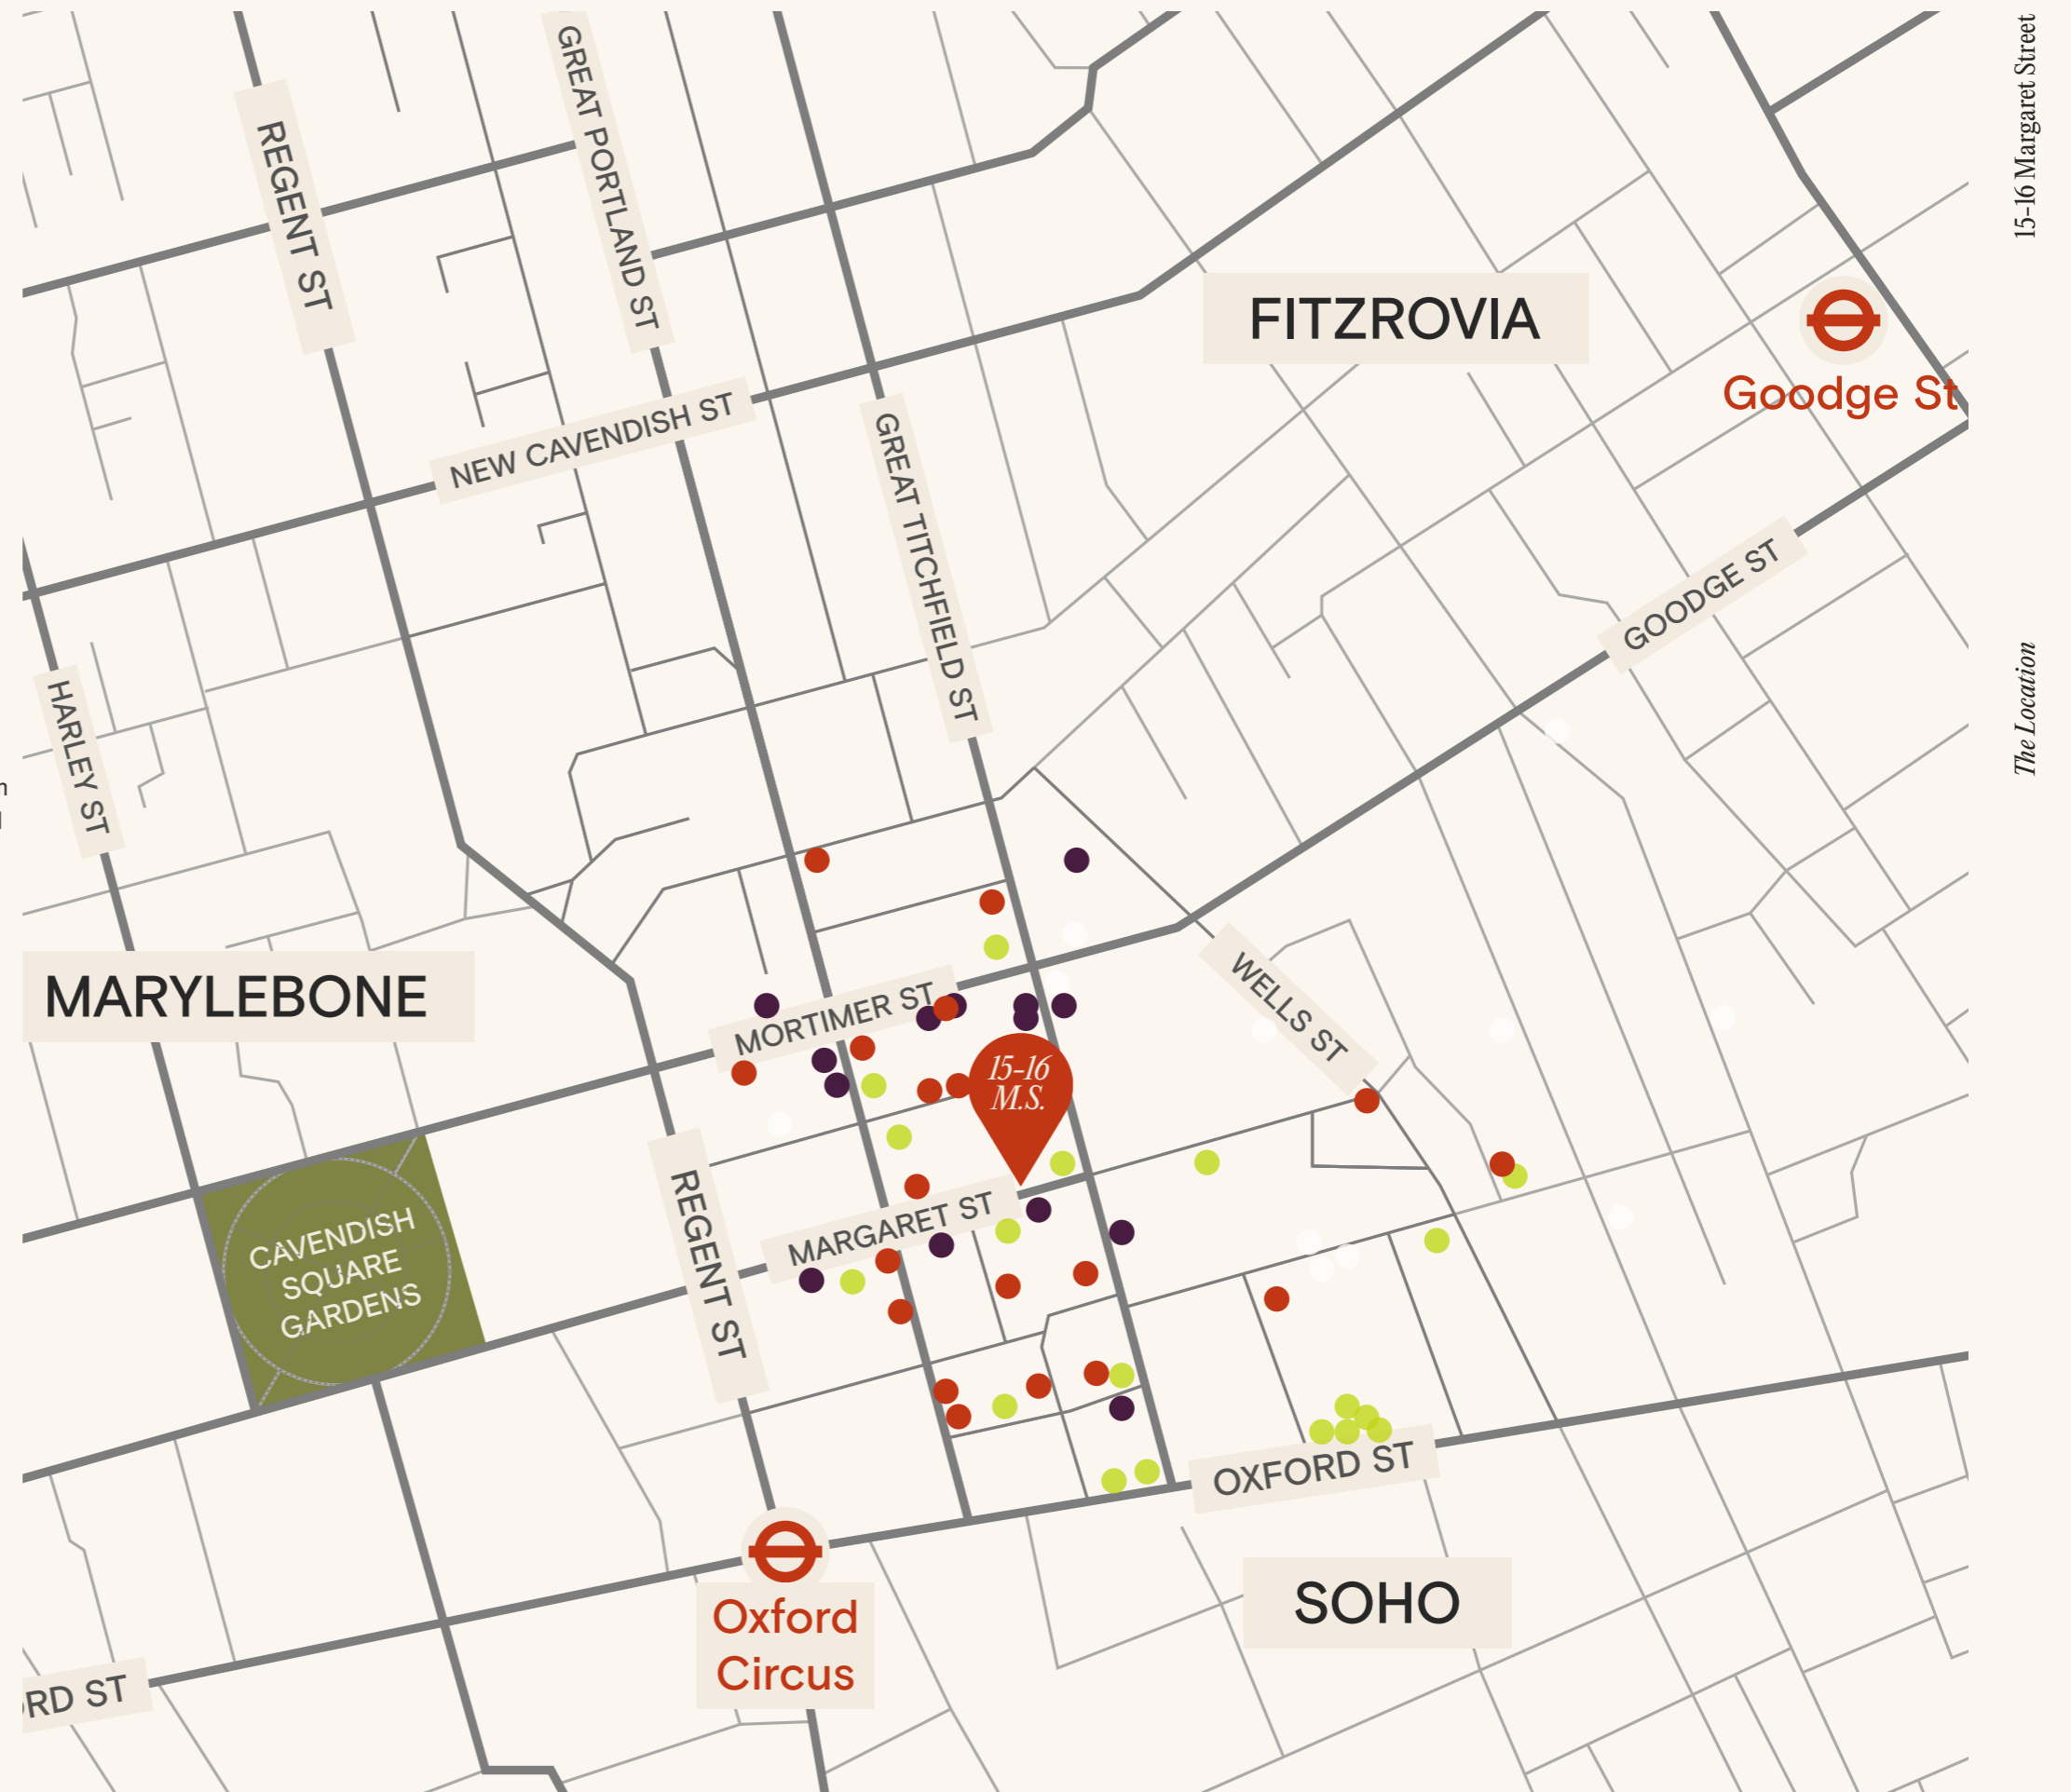 15-16 Margaret Street
The Location
REGENT ST
GREAT PORTLAND ST
FITZROVIA
Goodge St
NEW CAVENDISH ST
GREAT TITCHFIELD ST
GOODGE ST
HARLEY ST
MARYLEBONE
MORTIMER ST
WELLS ST
15-16
M.S.
CAVENDISH
SQUARE
GARDENS
REGENT ST
MARGARET ST
OXFORD ST
Oxford
Circus
SOHO
RD ST